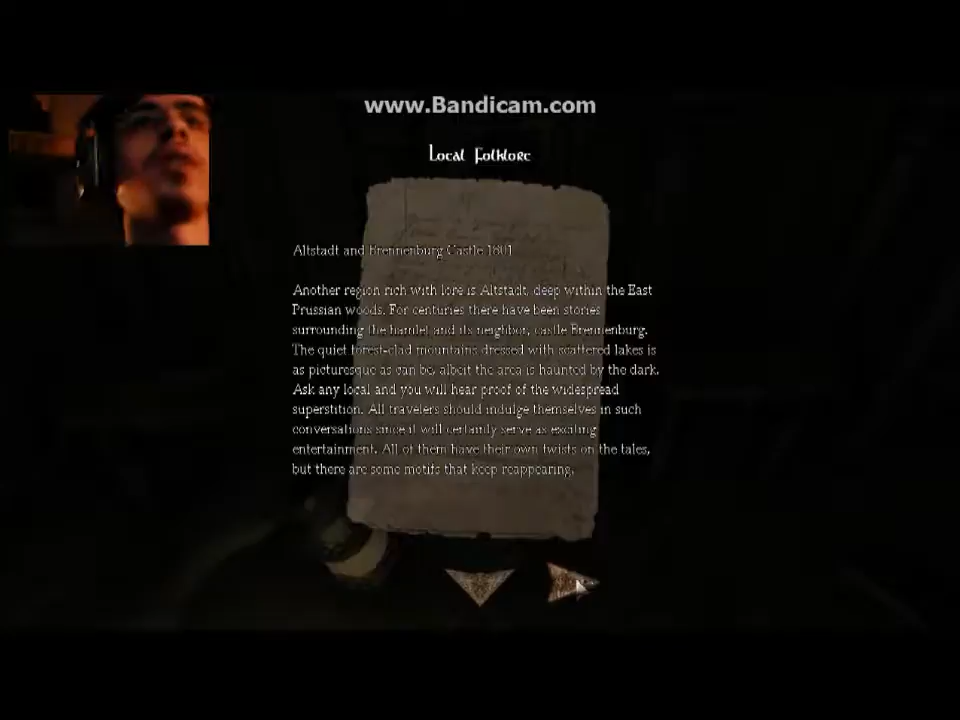 www.Bandicam.com
Local Folklore
Altstadt and Brennenburg Castle 1801
Another region rich with lore is Altstadt, deep within the East
Prussian woods. For centuries there have been stories
surrounding the hamlet and its neighbor, castle Brennenburg.
The quiet forest-clad mountains dressed with scattered lakes is
as picturesque as can be, albeit the area is haunted by the dark.
Ask any local and you will hear proof of the widespread
superstition. All travelers should indulge themselves in such
conversations since it will certainly serve as exciting
entertainment. All of them have their own twists on the tales,
but there are some motifs that keep reappearing.